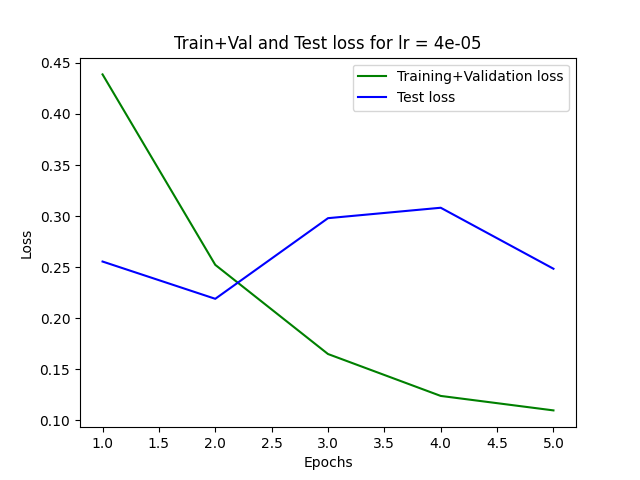 Train+Val and Test loss for lr = 4e-05
Training+Validation loss
Test loss
Loss
0.45
0.40
0.35
0.30
0.25
0.20
0.15
0.10
1.0 1.5 2.0 2.5 3.0 3.5 4.0 4.5 5.0
Epochs